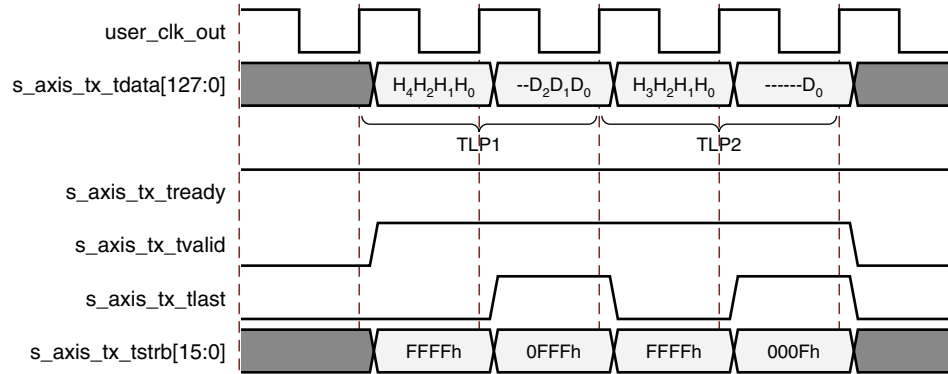 user_clk_out
s_axis_tx_tdata[127:0] H4H2H1H0 --D2D1D0 H3H2H1H0 ------D0
TLP1 TLP2
s_axis_tx_tready
s_axis_tx_tvalid
s_axis_tx_tlast
s_axis_tx_tstrb[15:0] FFFFh 0FFFh FFFFh 000Fh